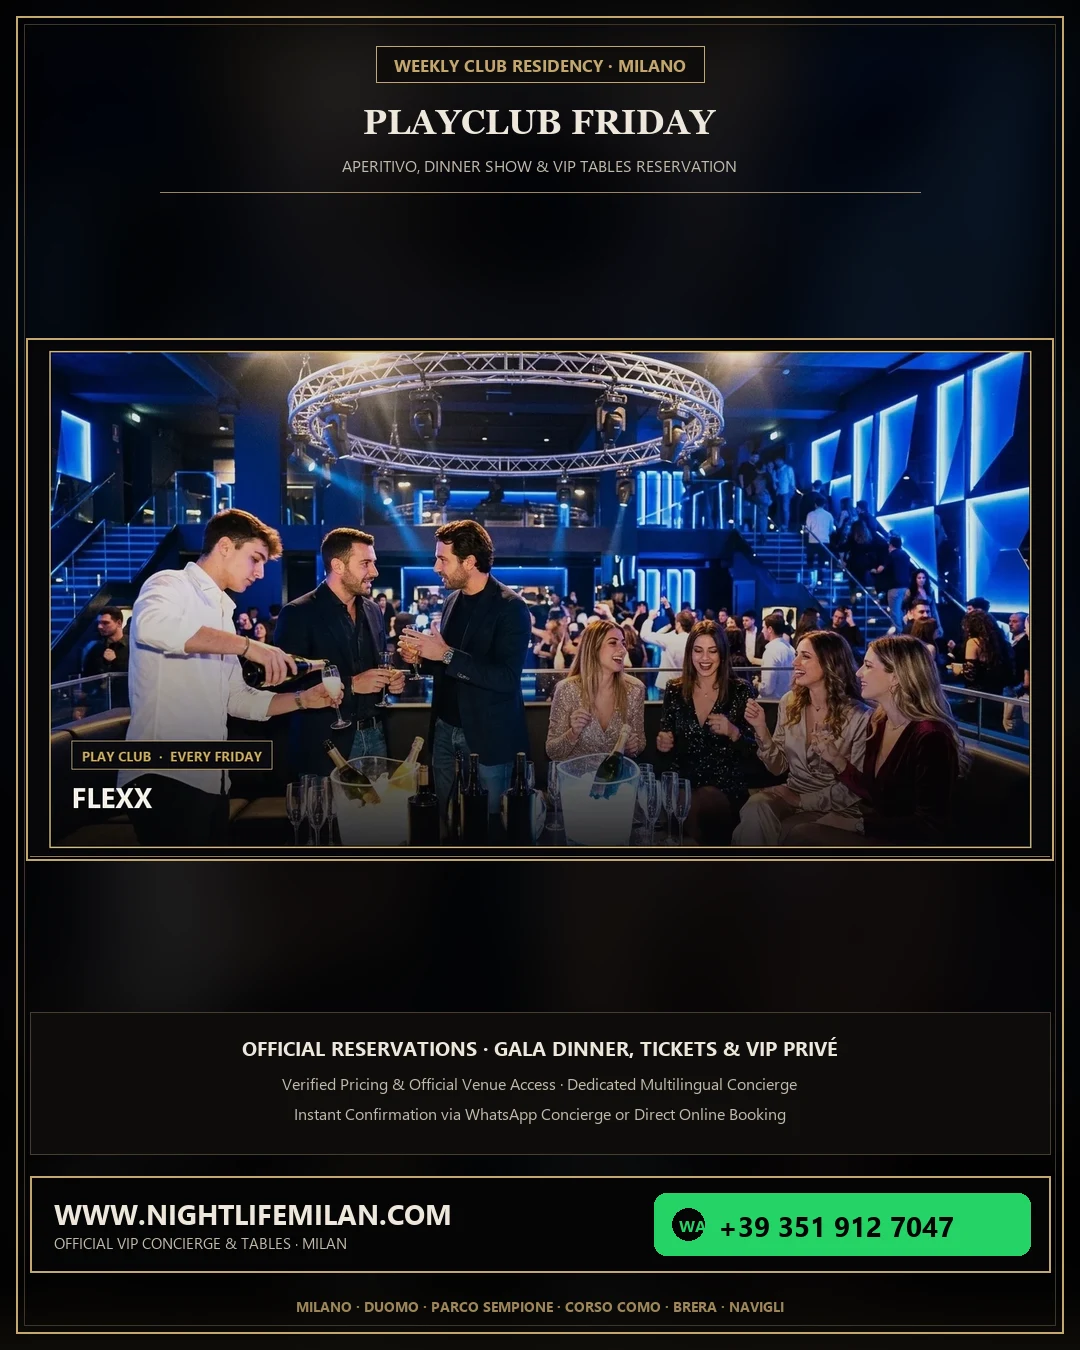 WEEKLY CLUB RESIDENCY · MILANO
PLAYCLUB FRIDAY
APERITIVO, DINNER SHOW & VIP TABLES RESERVATION
PLAY CLUB · EVERY FRIDAY
FLEXX
OFFICIAL RESERVATIONS · GALA DINNER, TICKETS & VIP PRIVÉ
Verified Pricing & Official Venue Access · Dedicated Multilingual Concierge
Instant Confirmation via WhatsApp Concierge or Direct Online Booking
WWW.NIGHTLIFEMILAN.COM
OFFICIAL VIP CONCIERGE & TABLES · MILAN
WA +39 351 912 7047
MILANO · DUOMO · PARCO SEMPIONE · CORSO COMO · BRERA · NAVIGLI